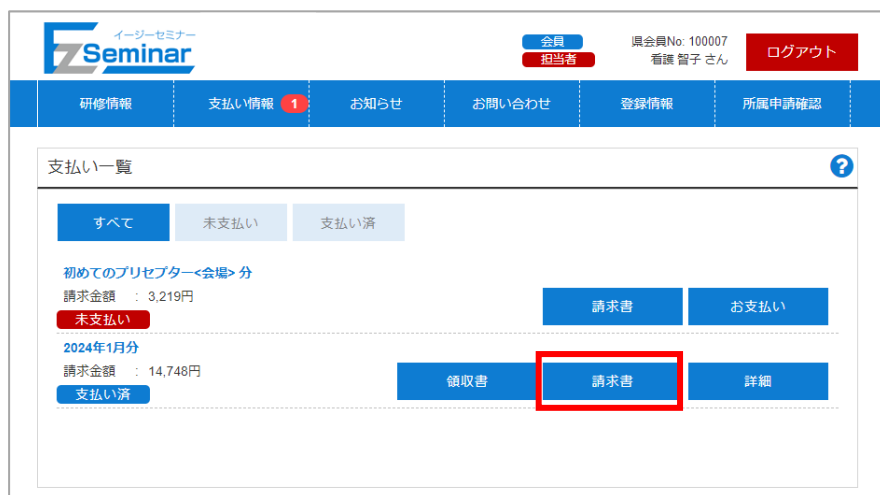 イージーセミナー
EzSeminar
会員
担当者
県会員No: 100007
看護 智子 さん
ログアウト
研修情報
支払い情報 1
お知らせ
お問い合わせ
登録情報
所属申請確認
支払い一覧
?
すべて
未支払い
支払い済
初めてのプリセプター<会場> 分
請求金額 : 3,219円
未支払い
請求書
お支払い
2024年1月分
請求金額 : 14,748円
支払い済
領収書
請求書
詳細